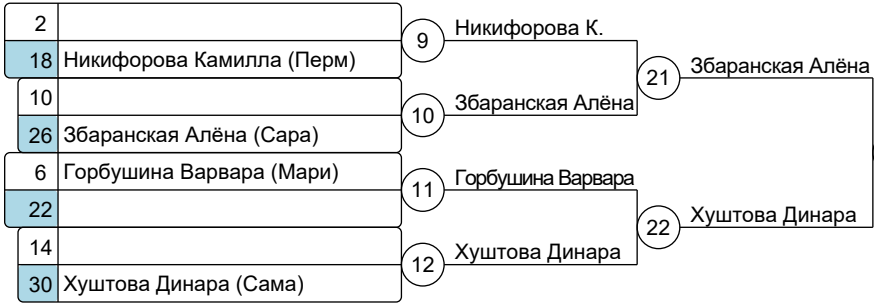 2
18 Никифорова Камилла (Перм)
9
Никифорова К.
10
26 Збаранская Алёна (Сара)
10
Збаранская Алёна
21
Збаранская Алёна
6 Горбушина Варвара (Мари)
22
11
Горбушина Варвара
14
30 Хуштова Динара (Сама)
12
Хуштова Динара
22
Хуштова Динара